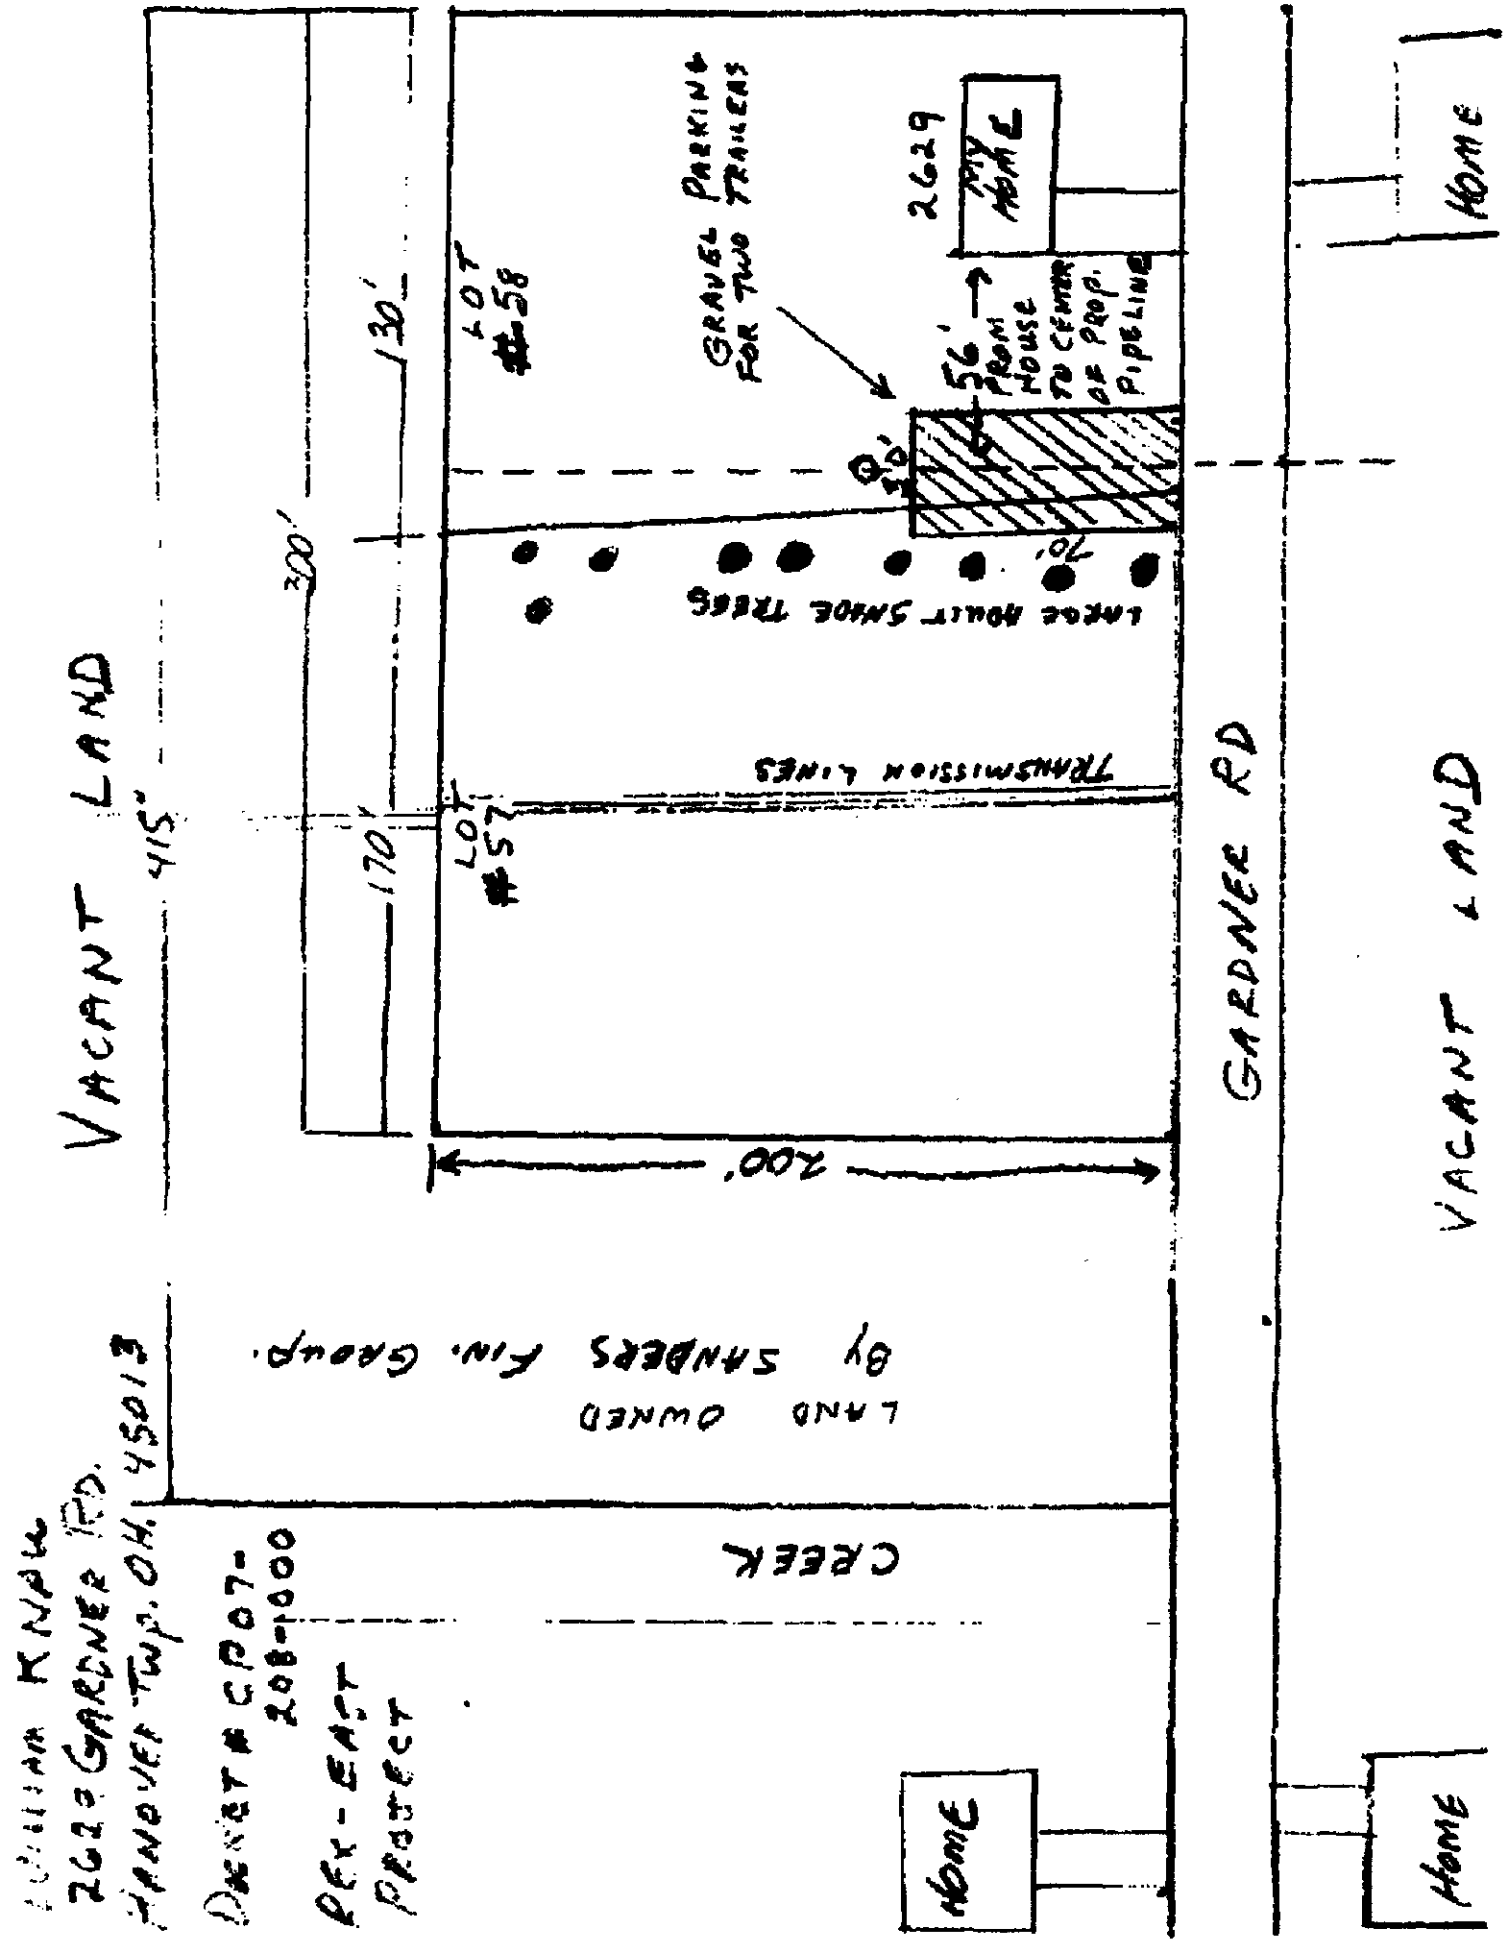 WILLIAM KNAU
2629 GARDNER RD.
HANOVER TWP. OH. 45013
DOCKET # CP07-
208-000
REX-EAST
PROJECT
VACANT LAND
415'
300'
170'
130'
LOT
#57
LOT
#58
GRAVEL PARKING
FOR TWO TRAILERS
2629
MY
HOME
56'
FROM
HOUSE
TO CENTER
OF PROP.
PIPELINE
30'
70'
LARGE ADULT SHADE TREES
TRANSMISSION LINES
200'
LAND OWNED
BY SANDERS FIN. GROUP.
CREEK
HOME
GARDNER RD
VACANT LAND
HOME
HOME